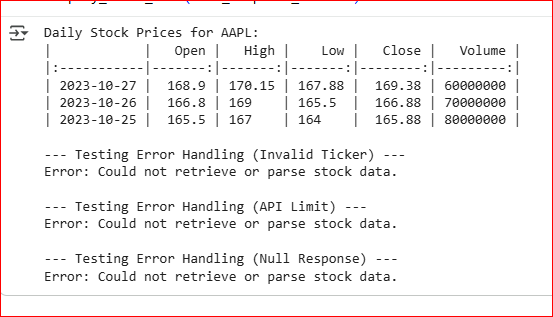 Daily Stock Prices for AAPL:
|            |   Open |   High |    Low |   Close |   Volume |
|:-----------|-------:|-------:|-------:|--------:|---------:|
| 2023-10-27 |  168.9 | 170.15 | 167.88 |  169.38 | 60000000 |
| 2023-10-26 |  166.8 | 169    | 165.5  |  166.88 | 70000000 |
| 2023-10-25 |  165.5 | 167    | 164    |  165.88 | 80000000 |
--- Testing Error Handling (Invalid Ticker) ---
Error: Could not retrieve or parse stock data.
--- Testing Error Handling (API Limit) ---
Error: Could not retrieve or parse stock data.
--- Testing Error Handling (Null Response) ---
Error: Could not retrieve or parse stock data.